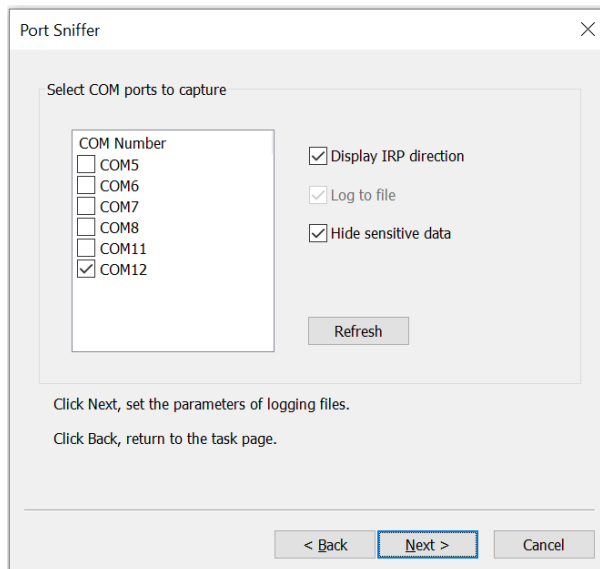 Port Sniffer
Select COM ports to capture
COM Number
COM5
COM6
COM7
COM8
COM11
COM12
Display IRP direction
Log to file
Hide sensitive data
Refresh
Click Next, set the parameters of logging files.
Click Back, return to the task page.
< Back
Next >
Cancel